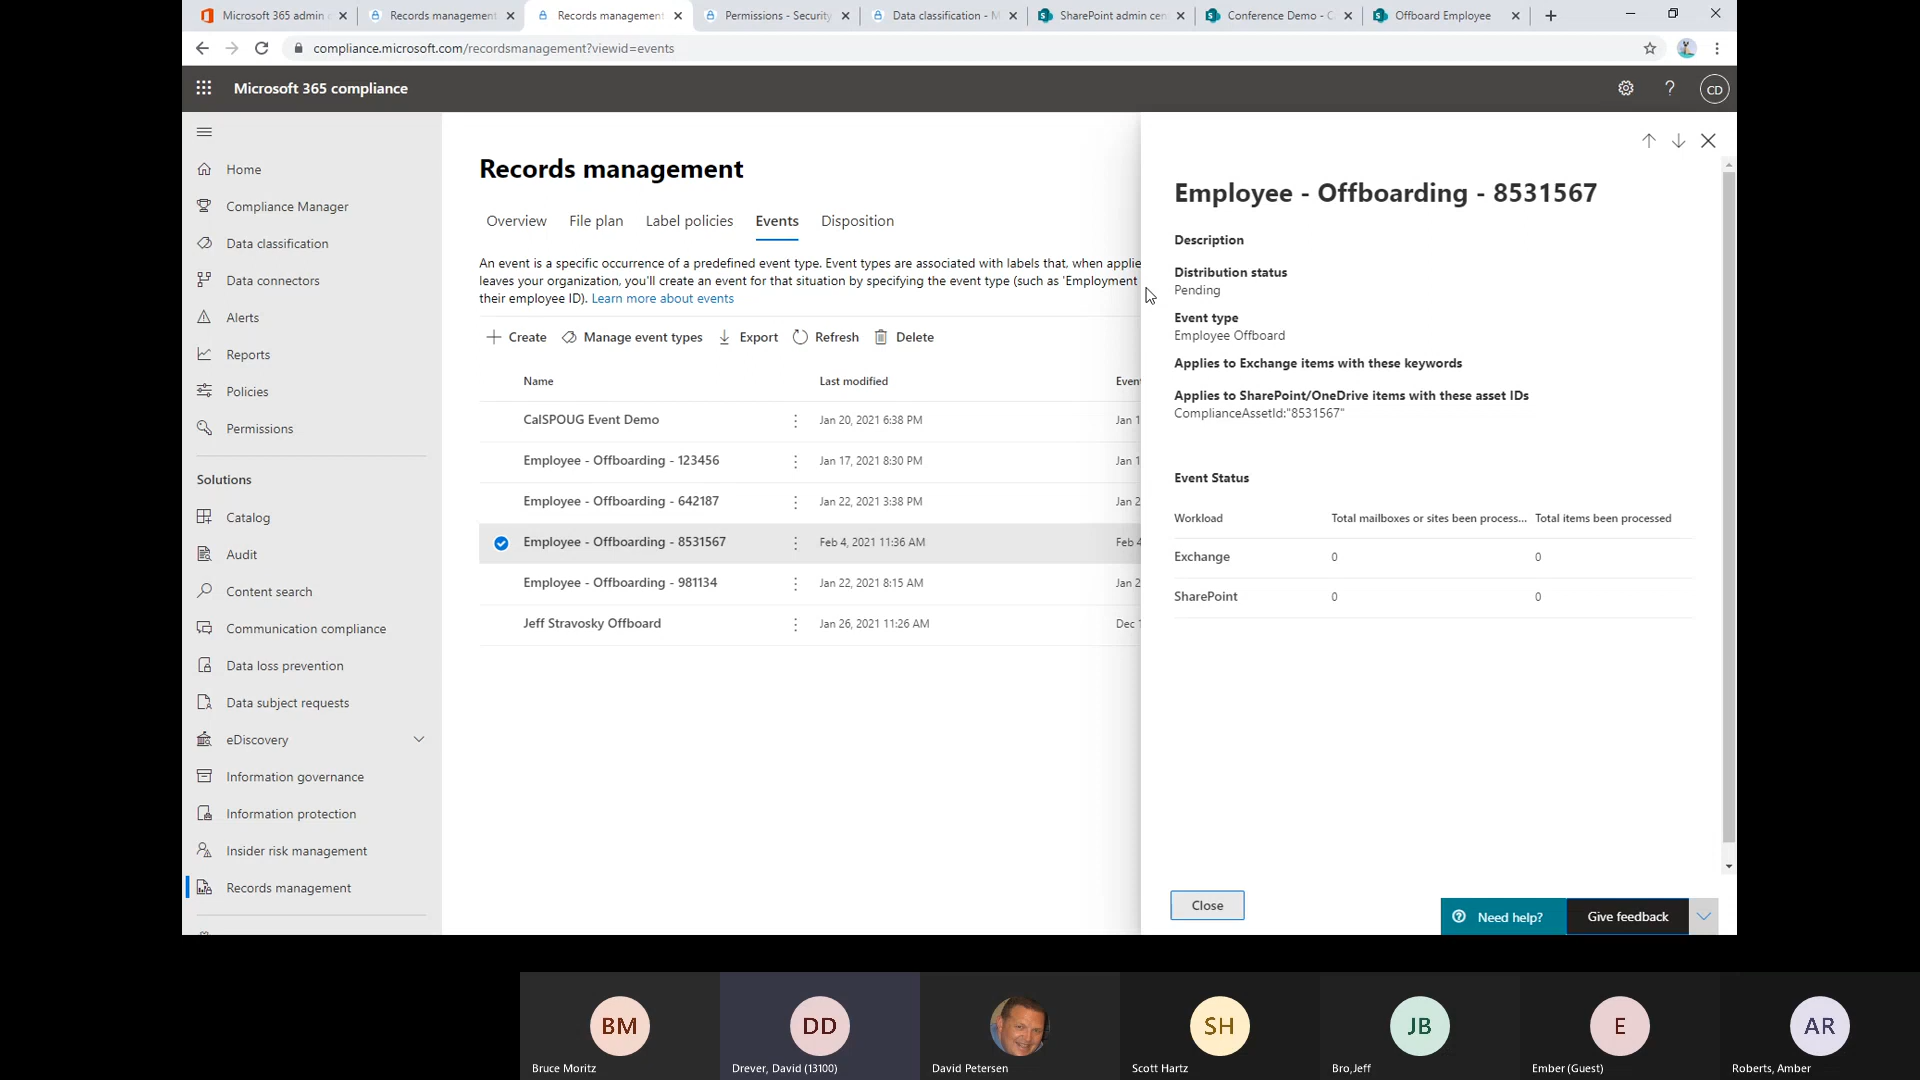 Microsoft 365 admin c
Records management
Records management
Permissions - Security
Data classification - M
SharePoint admin cen
Conference Demo - C
Offboard Employee
compliance.microsoft.com/recordsmanagement?viewid=events
Microsoft 365 compliance
CD
Home
Compliance Manager
Data classification
Data connectors
Alerts
Reports
Policies
Permissions
Solutions
Catalog
Audit
Content search
Communication compliance
Data loss prevention
Data subject requests
eDiscovery
Information governance
Information protection
Insider risk management
Records management
Records management
Overview File plan Label policies Events Disposition
An event is a specific occurrence of a predefined event type. Event types are associated with labels that, when applie
leaves your organization, you'll create an event for that situation by specifying the event type (such as 'Employment
their employee ID). Learn more about events
Create Manage event types Export Refresh Delete
Name Last modified Even
CalSPOUG Event Demo Jan 20, 2021 6:38 PM Jan 1
Employee - Offboarding - 123456 Jan 17, 2021 8:30 PM Jan 1
Employee - Offboarding - 642187 Jan 22, 2021 3:38 PM Jan 2
Employee - Offboarding - 8531567 Feb 4, 2021 11:36 AM Feb 4
Employee - Offboarding - 981134 Jan 22, 2021 8:15 AM Jan 2
Jeff Stravosky Offboard Jan 26, 2021 11:26 AM Dec 1
Employee - Offboarding - 8531567
Description
Distribution status
Pending
Event type
Employee Offboard
Applies to Exchange items with these keywords
Applies to SharePoint/OneDrive items with these asset IDs
ComplianceAssetId:"8531567"
Event Status
Workload Total mailboxes or sites been process... Total items been processed
Exchange 0 0
SharePoint 0 0
Close
Need help?
Give feedback
BM DD SH JB E AR
Bruce Moritz Drever, David (13100) David Petersen Scott Hartz Bro,Jeff Ember (Guest) Roberts, Amber